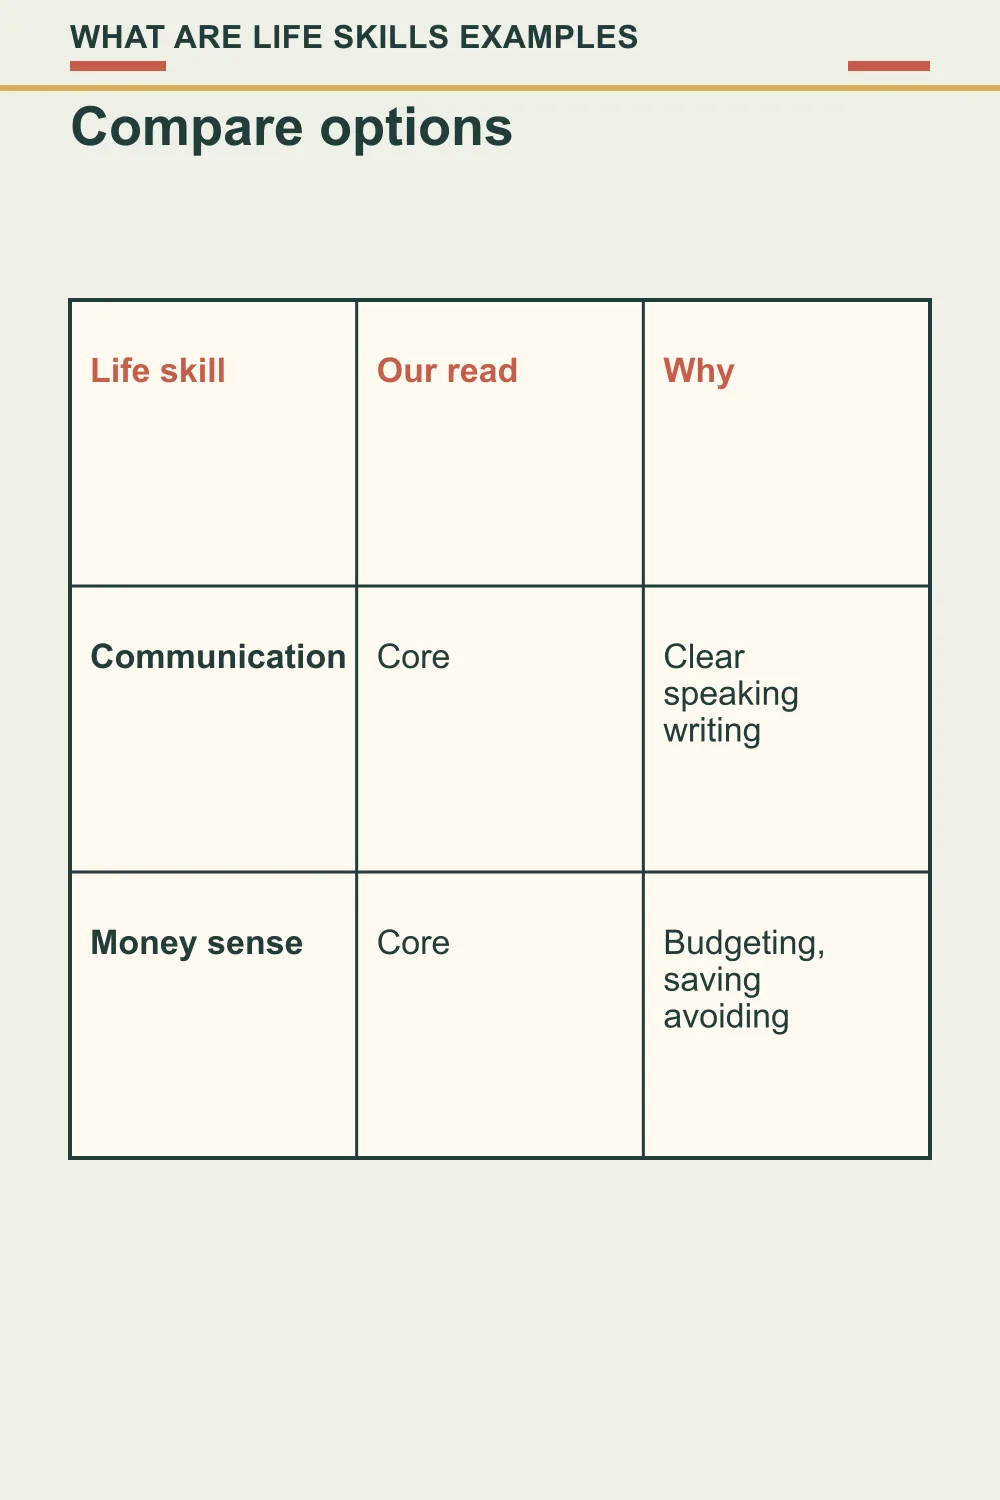 WHAT ARE LIFE SKILLS EXAMPLES
Compare options
Life skill
Our read
Why
Communication
Core
Clear
speaking
writing
Money sense
Core
Budgeting,
saving
avoiding